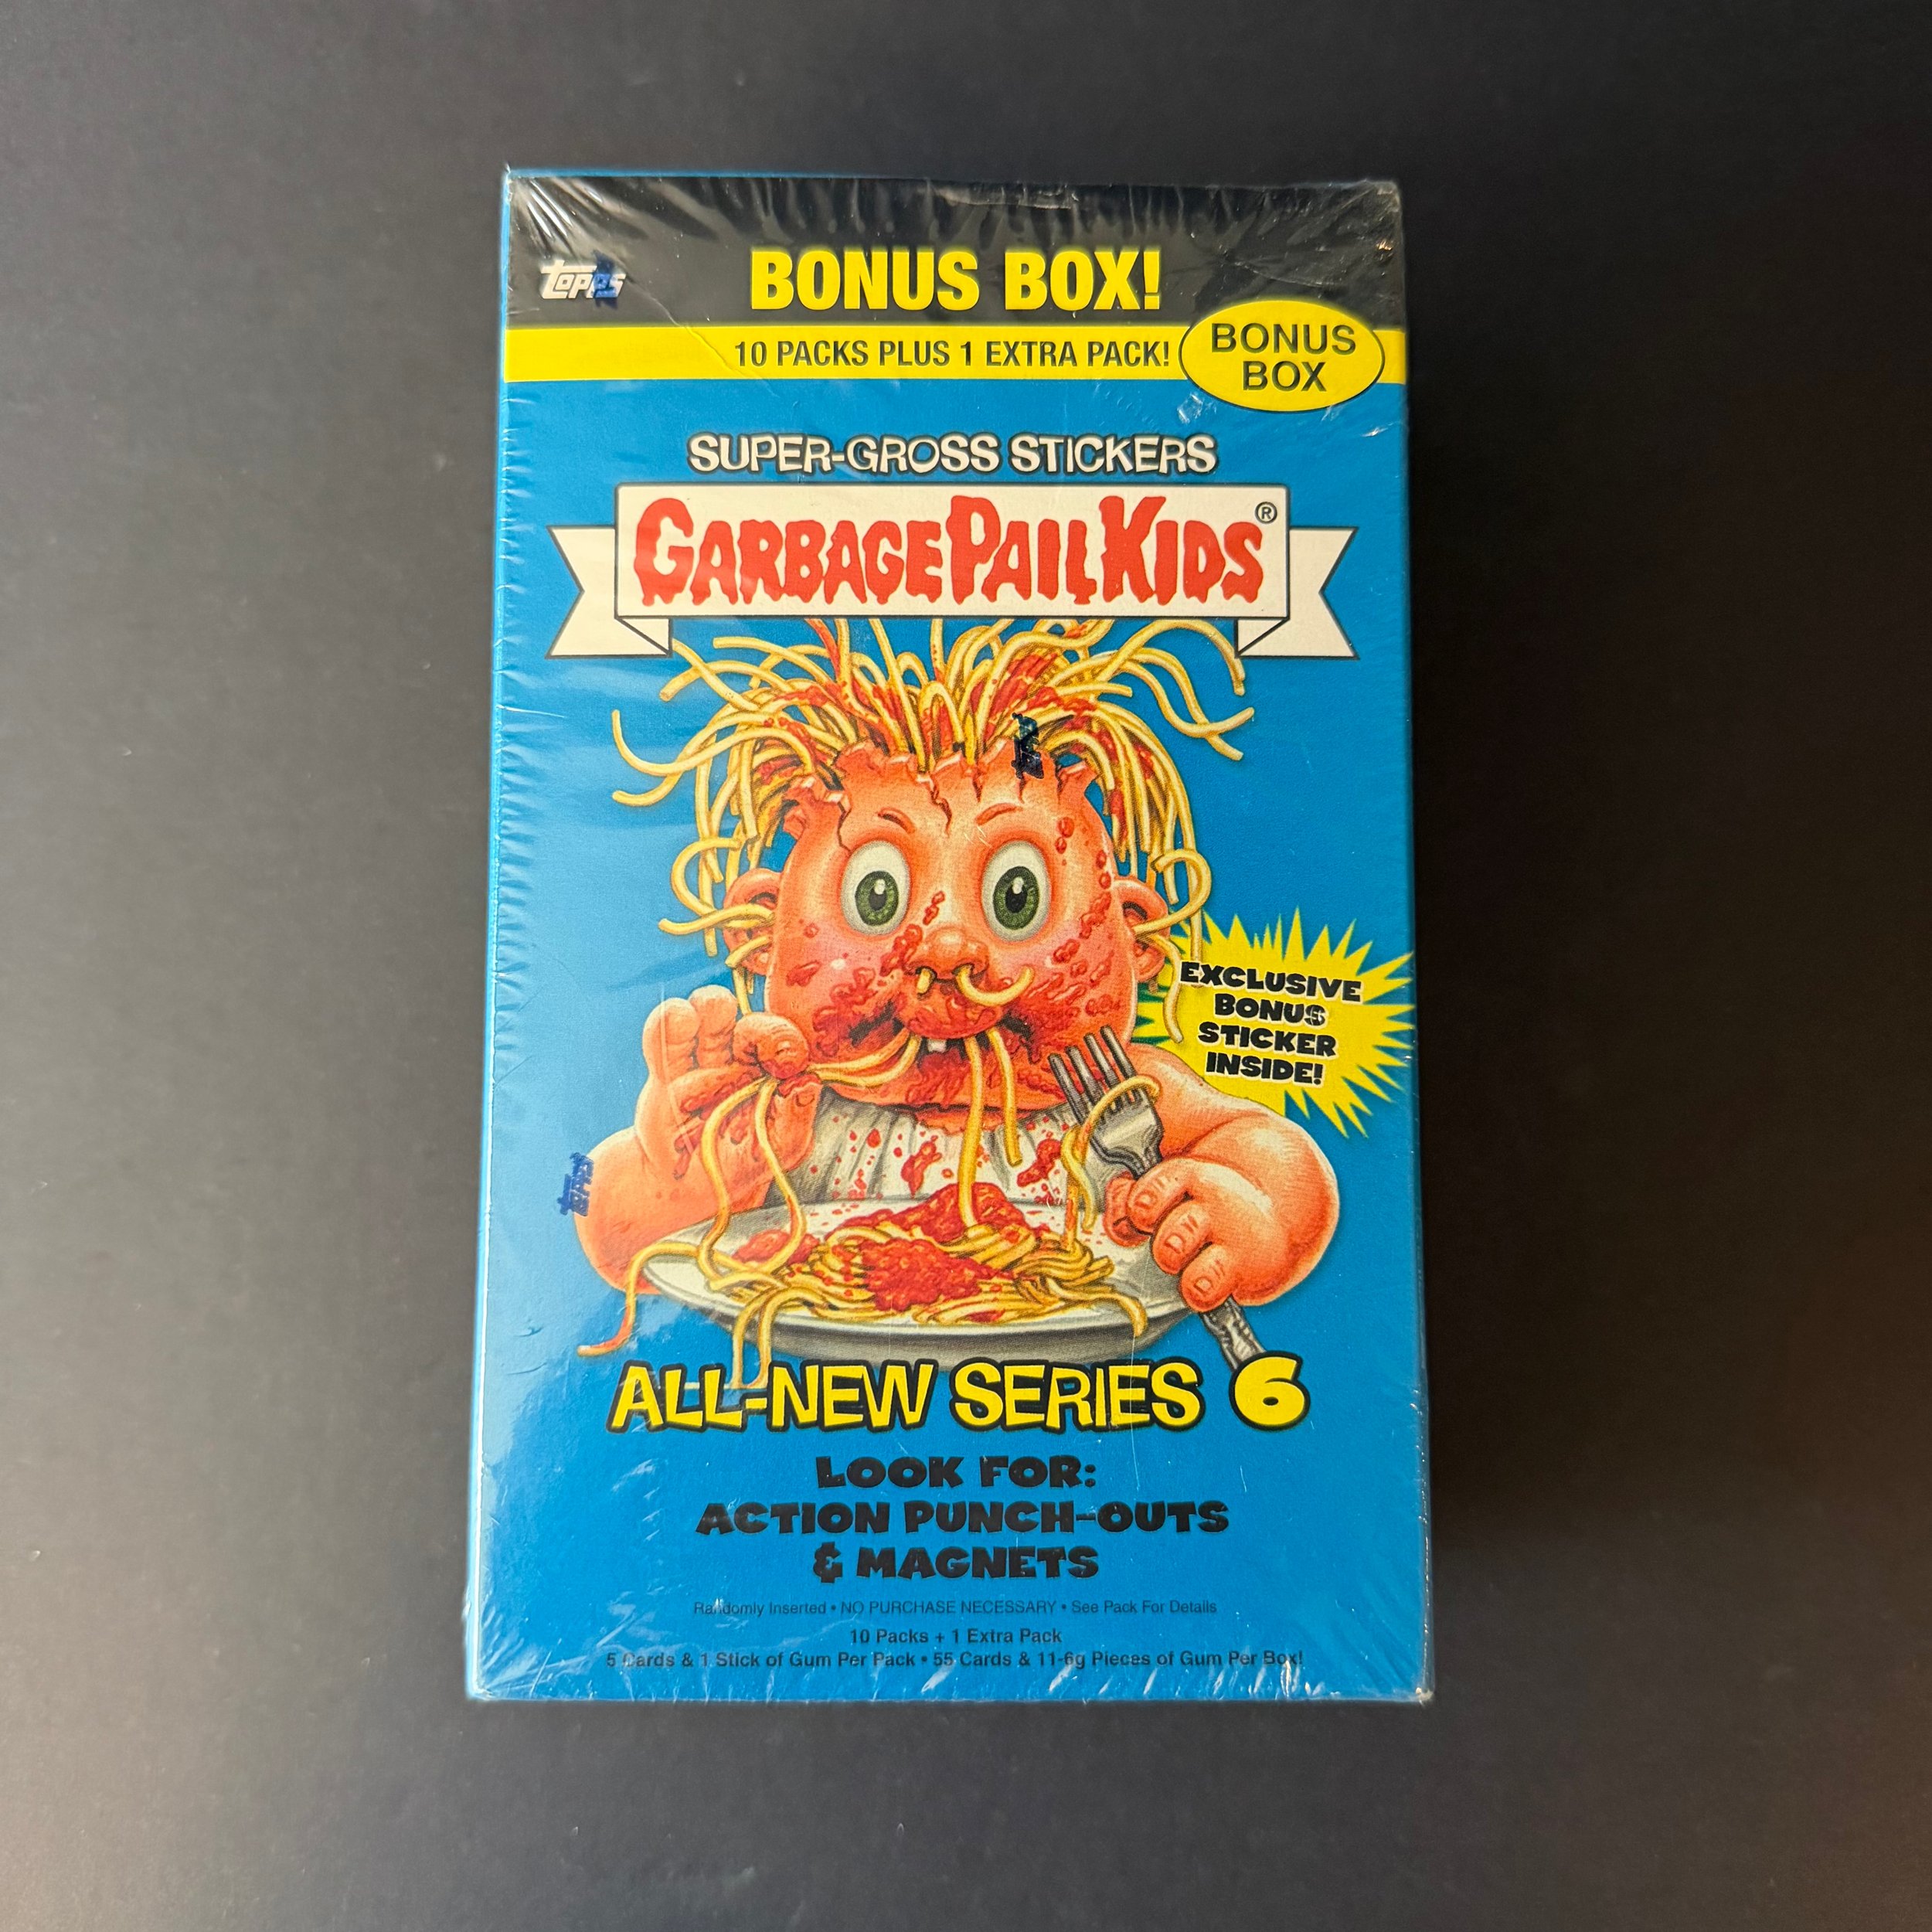 Topps
BONUS BOX!
10 PACKS PLUS 1 EXTRA PACK!
BONUS
BOX
SUPER-GROSS STICKERS
GARBAGE PAIL KIDS®
EXCLUSIVE
BONUS
STICKER
INSIDE!
Topps
ALL-NEW SERIES 6
LOOK FOR:
ACTION PUNCH-OUTS
& MAGNETS
Randomly Inserted • NO PURCHASE NECESSARY • See Pack For Details
10 Packs + 1 Extra Pack
5 Cards & 1 Stick of Gum Per Pack • 55 Cards & 11-6g Pieces of Gum Per Box!